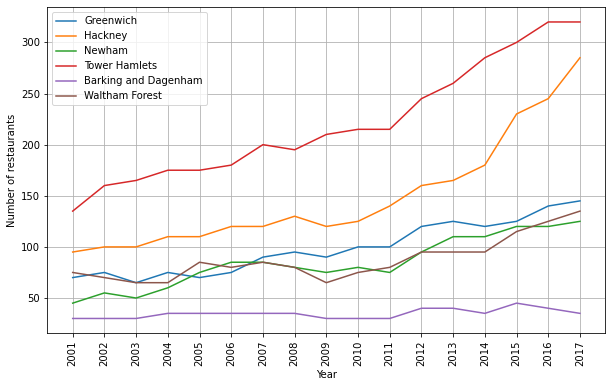 Greenwich
Hackney
Newham
Tower Hamlets
Barking and Dagenham
Waltham Forest
Number of restaurants
300
250
200
150
100
50
2001
2002
2003
2004
2005
2006
2007
2008
2009
2010
2011
2012
2013
2014
2015
2016
2017
Year